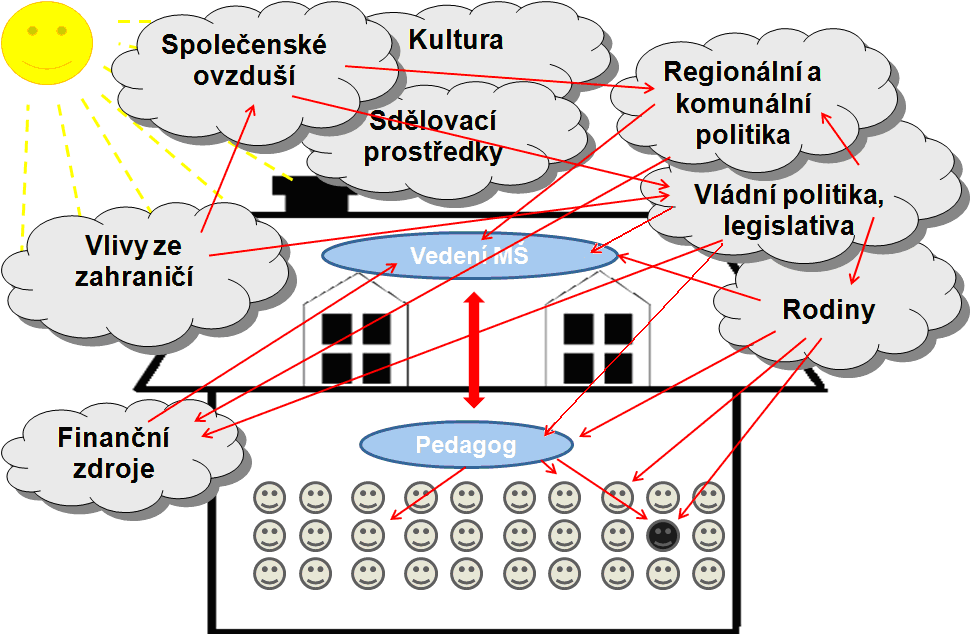 Společenské
ovzduší
Kultura
Sdělovací
prostředky
Regionální a
komunální
politika
Vládní politika,
legislativa
Vlivy ze
zahraničí
Vedení MŠ
Rodiny
Finanční
zdroje
Pedagog